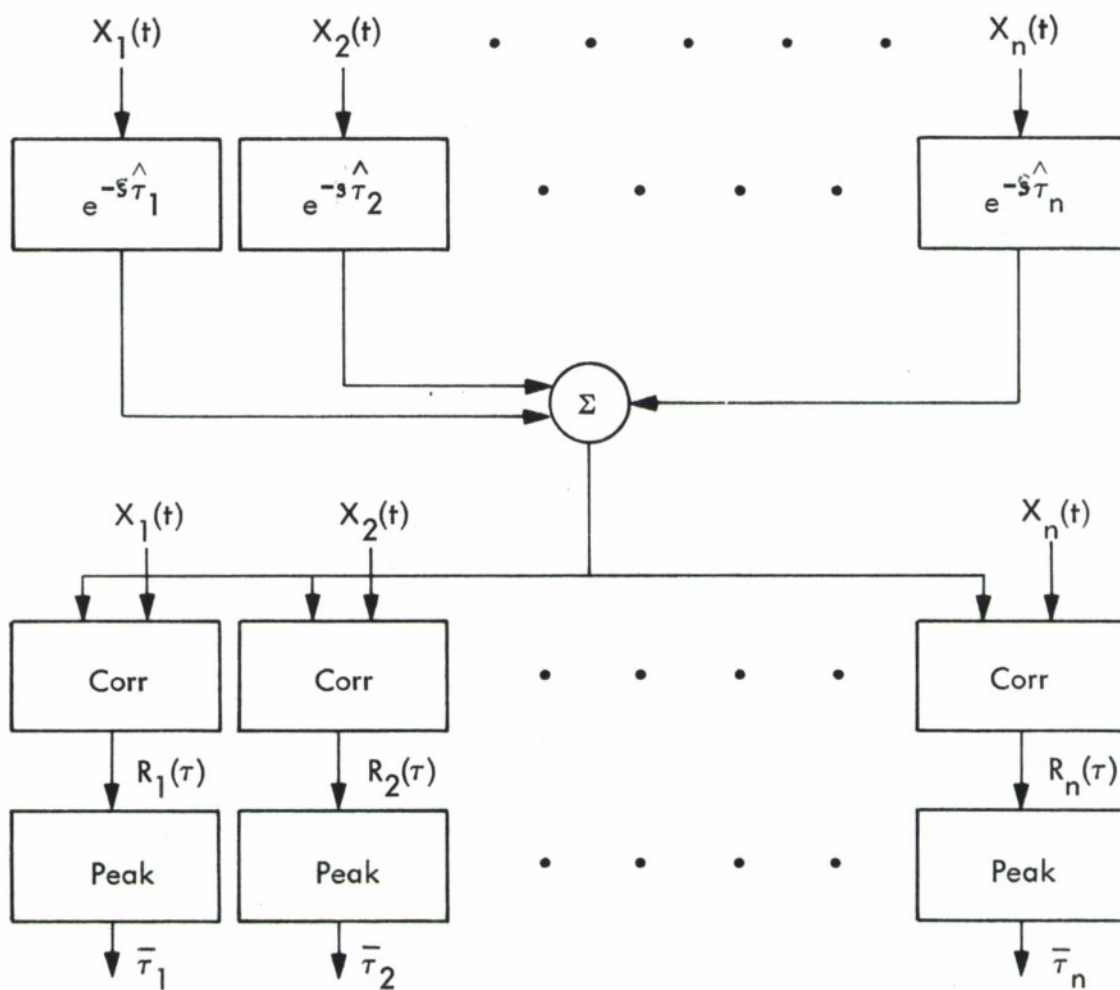 X₁(t) X₂(t) Xₙ(t)
e^{-sτ̂₁} e^{-sτ̂₂} e^{-sτ̂ₙ}
Σ
X₁(t) X₂(t) Xₙ(t)
Corr Corr Corr
R₁(τ) R₂(τ) Rₙ(τ)
Peak Peak Peak
τ̄₁ τ̄₂ τ̄ₙ